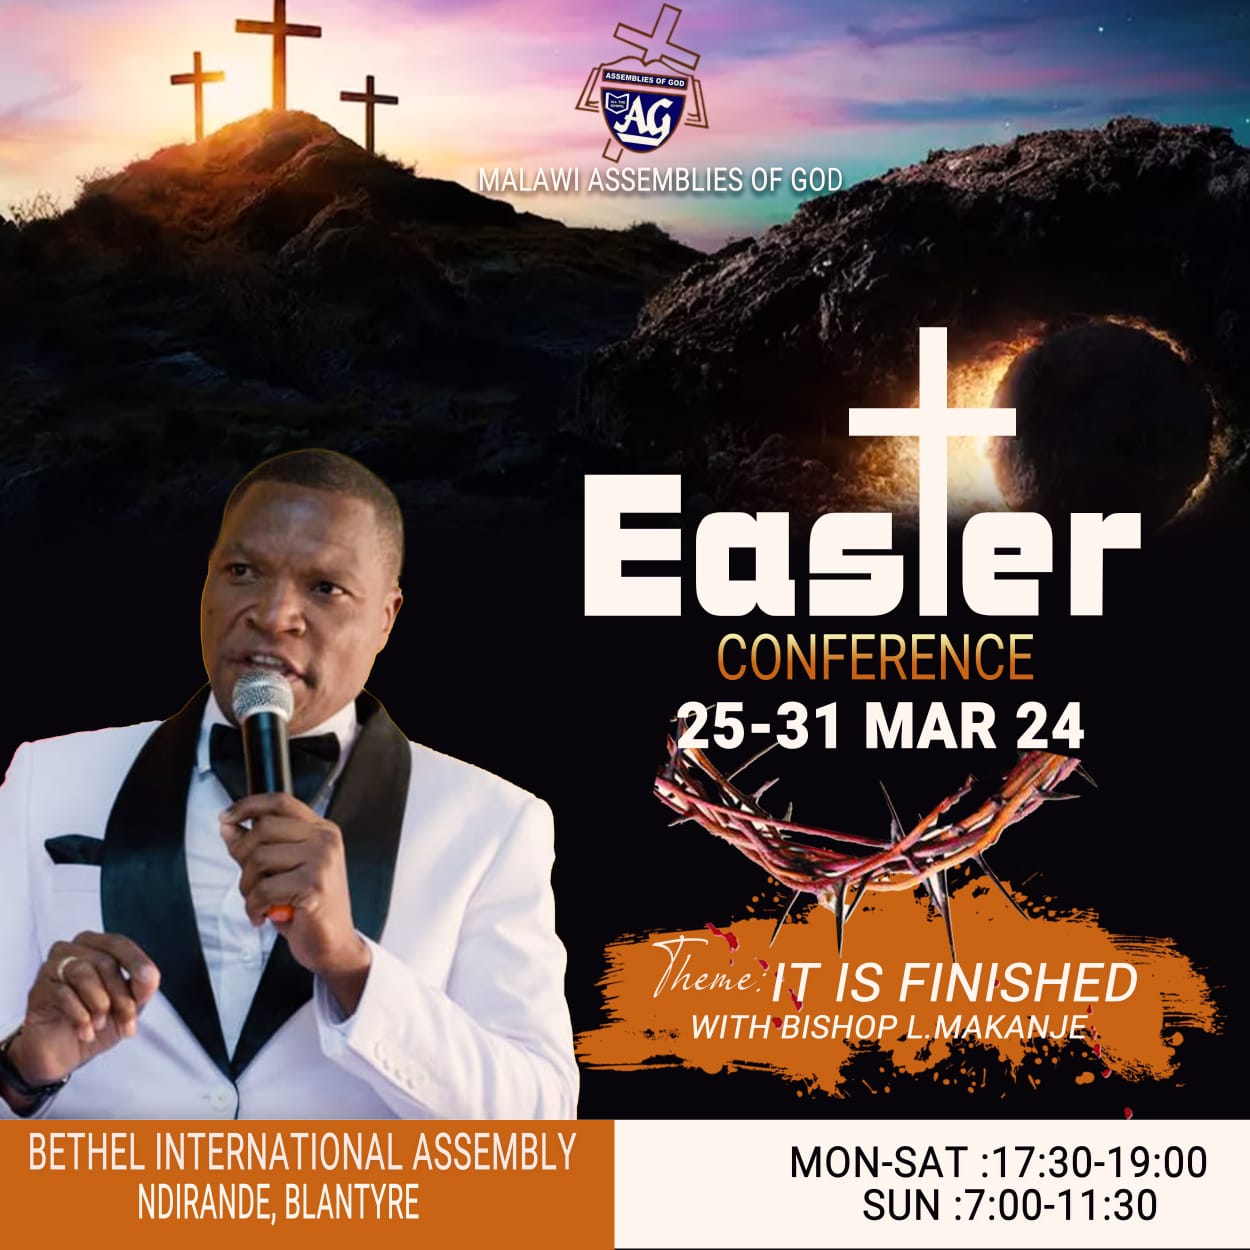 ASSEMBLIES OF GOD
AG
MALAWI ASSEMBLIES OF GOD
Easter
CONFERENCE
25-31 MAR 24
Theme: IT IS FINISHED
WITH BISHOP L.MAKANJE
BETHEL INTERNATIONAL ASSEMBLY
NDIRANDE, BLANTYRE
MON-SAT :17:30-19:00
SUN :7:00-11:30